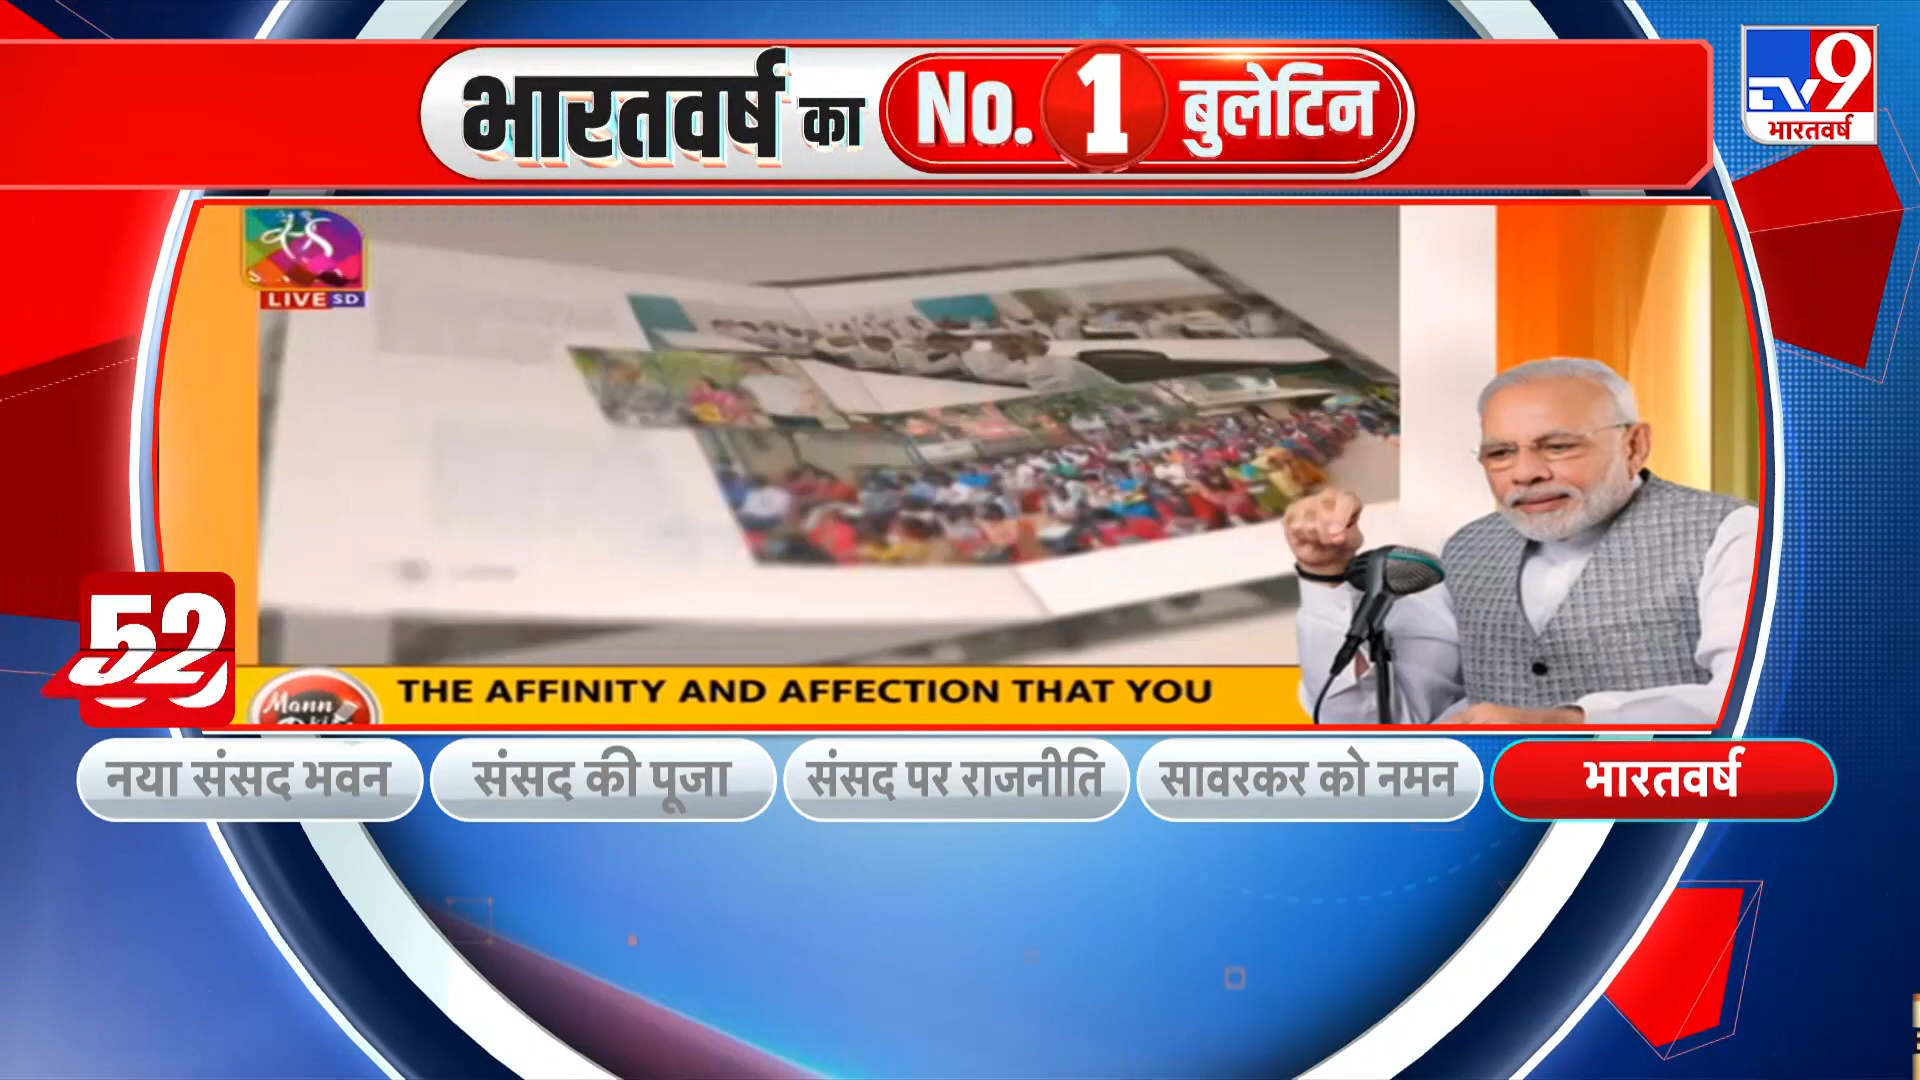 भारतवर्ष का No. 1 बुलेटिन
TV9
भारतवर्ष
LIVE SD
52
Mann
THE AFFINITY AND AFFECTION THAT YOU
नया संसद भवन
संसद की पूजा
संसद पर राजनीति
सावरकर को नमन
भारतवर्ष